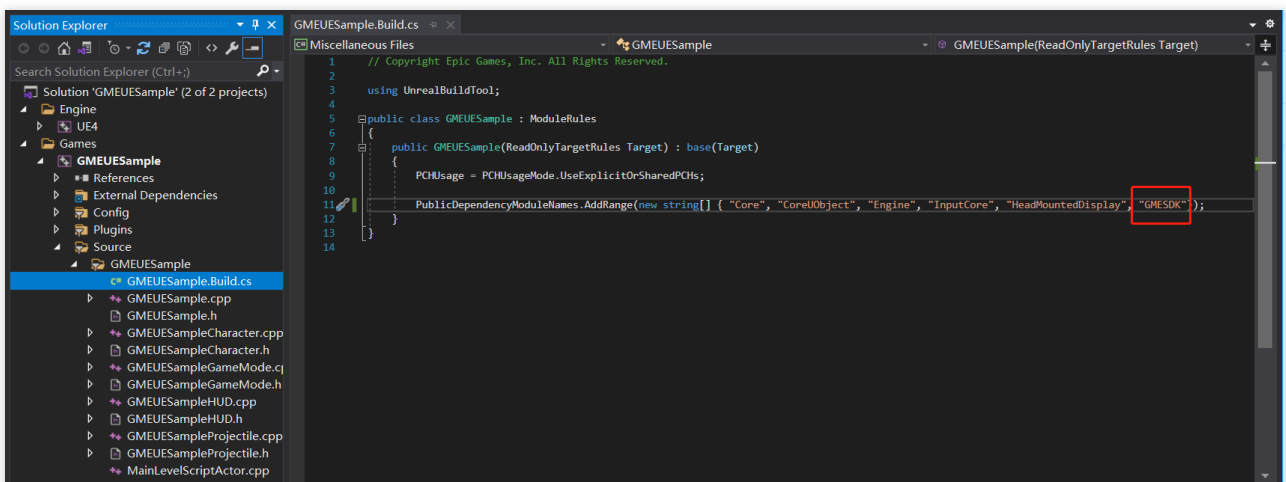 Solution Explorer
Search Solution Explorer (Ctrl+;)
Solution 'GMEUESample' (2 of 2 projects)
Engine
UE4
Games
GMEUESample
References
External Dependencies
Config
Plugins
Source
GMEUESample
GMEUESample.Build.cs
GMEUESample.cpp
GMEUESample.h
GMEUESampleCharacter.cpp
GMEUESampleCharacter.h
GMEUESampleGameMode.c
GMEUESampleGameMode.h
GMEUESampleHUD.cpp
GMEUESampleHUD.h
GMEUESampleProjectile.cpp
GMEUESampleProjectile.h
MainLevelScriptActor.cpp
GMEUESample.Build.cs
Miscellaneous Files GMEUESample GMEUESample(ReadOnlyTargetRules Target)
1 // Copyright Epic Games, Inc. All Rights Reserved.
2
3 using UnrealBuildTool;
4
5 public class GMEUESample : ModuleRules
6 {
7 public GMEUESample(ReadOnlyTargetRules Target) : base(Target)
8 {
9 PCHUsage = PCHUsageMode.UseExplicitOrSharedPCHs;
10
11 PublicDependencyModuleNames.AddRange(new string[] { "Core", "CoreUObject", "Engine", "InputCore", "HeadMountedDisplay", "GMESDK"});
12 }
13 }
14